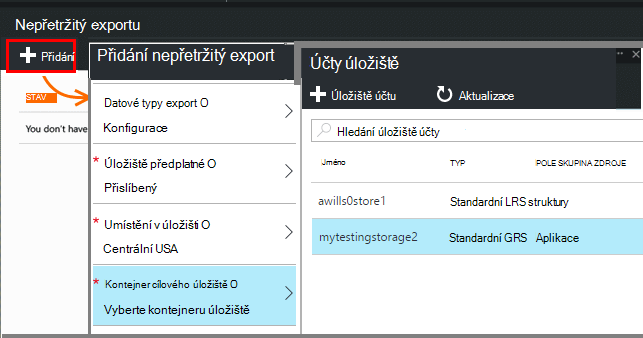 Nepřetržitý exportu
Přidání
STAV
You don't have
Přidání nepřetržitý export
Datové typy export O
Konfigurace
* Úložiště předplatné O
Přislíbený
* Umístění v úložišti O
Centrální USA
* Kontejner cílového úložiště O
Vyberte kontejneru úložiště
Účty úložiště
Úložiště účtu
Aktualizace
Hledání úložiště účty
Jméno TYP POLE SKUPINA ZDROJE
awills0store1 Standardní LRS struktury
mytestingstorage2 Standardní GRS Aplikace